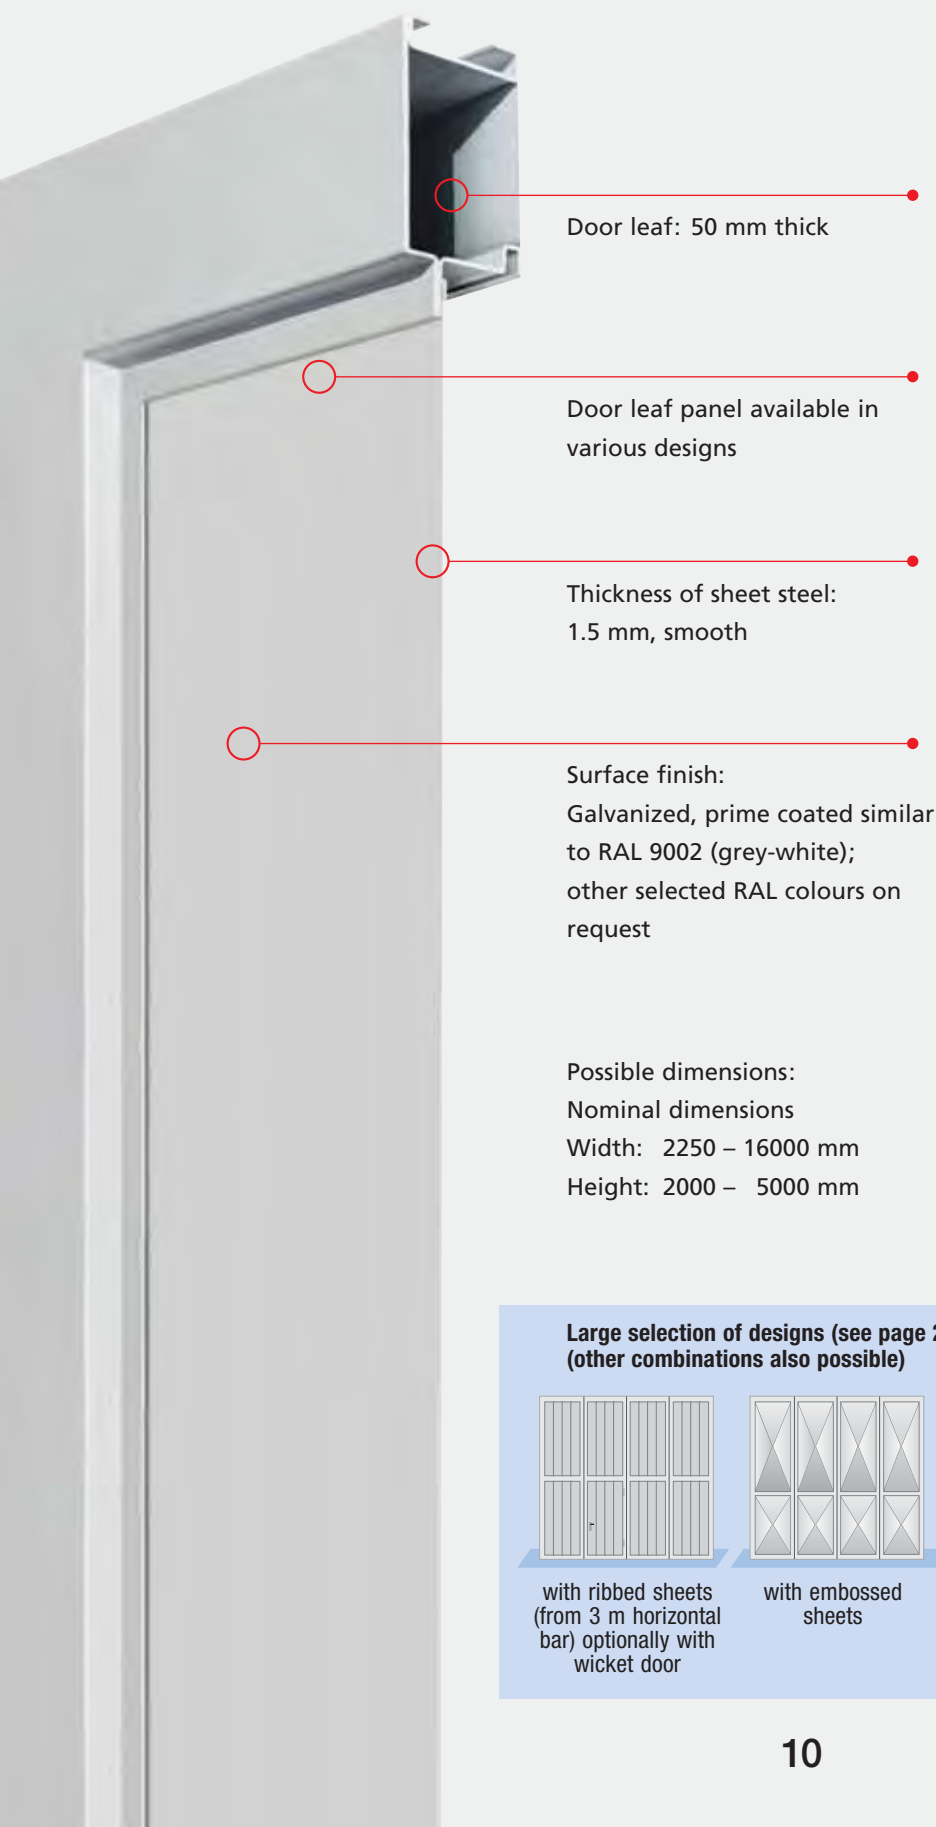 Door leaf: 50 mm thick
Door leaf panel available in
various designs
Thickness of sheet steel:
1.5 mm, smooth
Surface finish:
Galvanized, prime coated similar
to RAL 9002 (grey-white);
other selected RAL colours on
request
Possible dimensions:
Nominal dimensions
Width: 2250 – 16000 mm
Height: 2000 – 5000 mm
Large selection of designs (see page
(other combinations also possible)
with ribbed sheets
(from 3 m horizontal
bar) optionally with
wicket door
with embossed
sheets
10